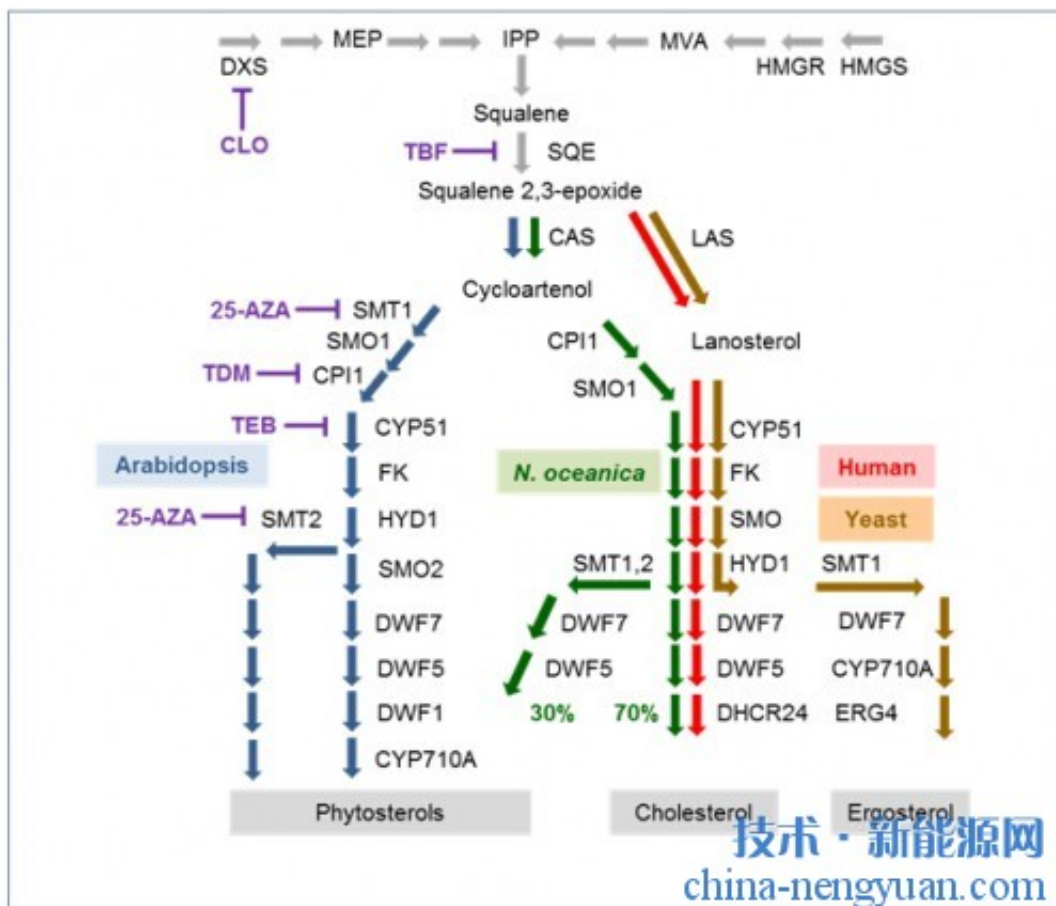 MEP IPP MVA
DXS HMGR HMGS
Squalene
CLO
TBF SQE
Squalene 2,3-epoxide
CAS LAS
Cycloartenol
25-AZA SMT1
SMO1 CPI1 Lanosterol
TDM CPI1
SMO1
TEB CYP51 CYP51
Arabidopsis FK N. oceanica FK Human
25-AZA SMT2 HYD1 SMO Yeast
SMO2 SMT1,2 HYD1 SMT1
DWF7 DWF7 DWF7 DWF7
DWF5 DWF5 DWF5 CYP710A
DWF1 30% 70% DHCR24 ERG4
CYP710A
Phytosterols Cholesterol Ergosterol
技术·新能源网
china-nengyuan.com